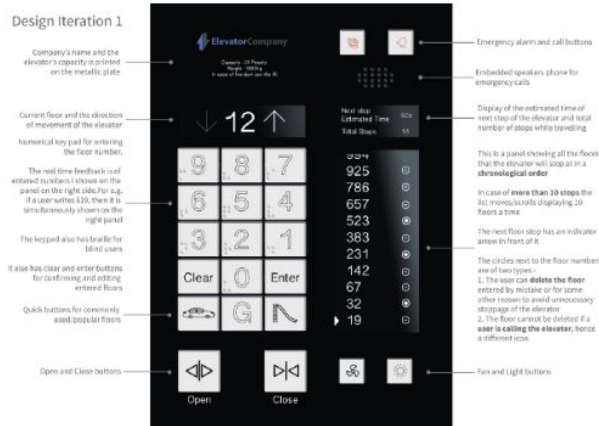 Design Iteration 1
Company's name and the
elevator's capacity is printed
on the metallic plate
Current floor and the direction
of movement of the elevator
Numerical key pad for entering
the floor number.
The real time feedback is of
entered numbers i shown on the
panel on the right side. For e.g.
if a user writes 639, then it is
simultaneously shown on the
right panel
The keypad also has braille for
blind users
It also has clear and enter buttons
for confirming and editing
entered floors
Quick buttons for commonly
used/popular floors
Open and Close buttons
ElevatorCompany
Capacity : 20 People
In case of fire dont use the lift.
12
9 8 7
6 5 4
3 2 1
Clear 0 Enter
G
Open Close
Next stop
Estimated Time
Total Stops
994
925
786
657
523
383
231
142
67
32
19
Emergency alarm and call buttons
Embedded speakers phone for
emergency calls
Display of the estimated time of
next stop of the elevator and total
number of stops while travelling
This is a panel showing all the floors
that the elevator will stop at in a
chronological order
In case of more than 10 stops the
list moves/scrolls displaying 10
floors a time
The next floor stop has an indicator
arrow in front of it
The circles next to the floor numbers
are of two types:-
1. The user can delete the floor
entered by mistake or for some
other reason to avoid unnecessary
stoppage of the elevator
2. The floor cannot be deleted if a
user is calling the elevator, hence
a different icon
Fan and Light buttons